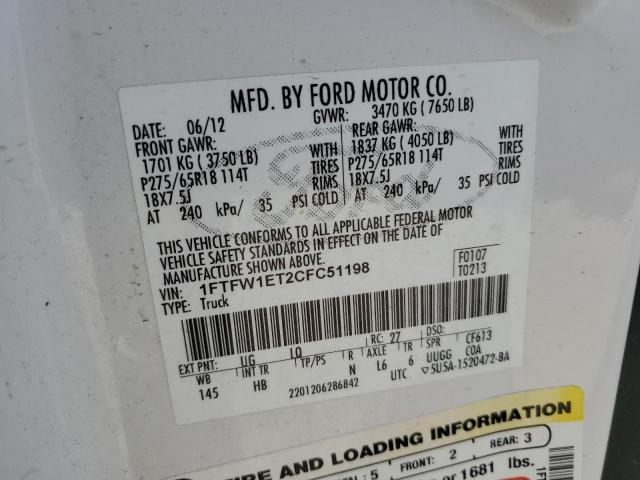 MFD. BY FORD MOTOR CO.
DATE: 06/12 GVWR: 3470 KG ( 7650 LB)
FRONT GAWR: WITH REAR GAWR: WITH
1701 KG ( 3750 LB) TIRES 1837 KG ( 4050 LB) TIRES
P275/65R18 114T RIMS P275/65R18 114T RIMS
18X7.5J 18X7.5J
AT 240 kPa/ 35 PSI COLD AT 240 kPa/ 35 PSI COLD
THIS VEHICLE CONFORMS TO ALL APPLICABLE FEDERAL MOTOR
VEHICLE SAFETY STANDARDS IN EFFECT ON THE DATE OF
MANUFACTURE SHOWN ABOVE.
VIN: 1FTFW1ET2CFC51198 F0107
TYPE: Truck T0213
EXT PNT: UG LO RC: 27 DSO: CF613
WB INT TR TP/PS R AXLE TR SPR COA
145 HB N L6 6 UUGG
2201206286842 UTC ▽5U5A-1520472-BA
TIRE AND LOADING INFORMATION
5 FRONT: 2 REAR: 3
or 1681 lbs.